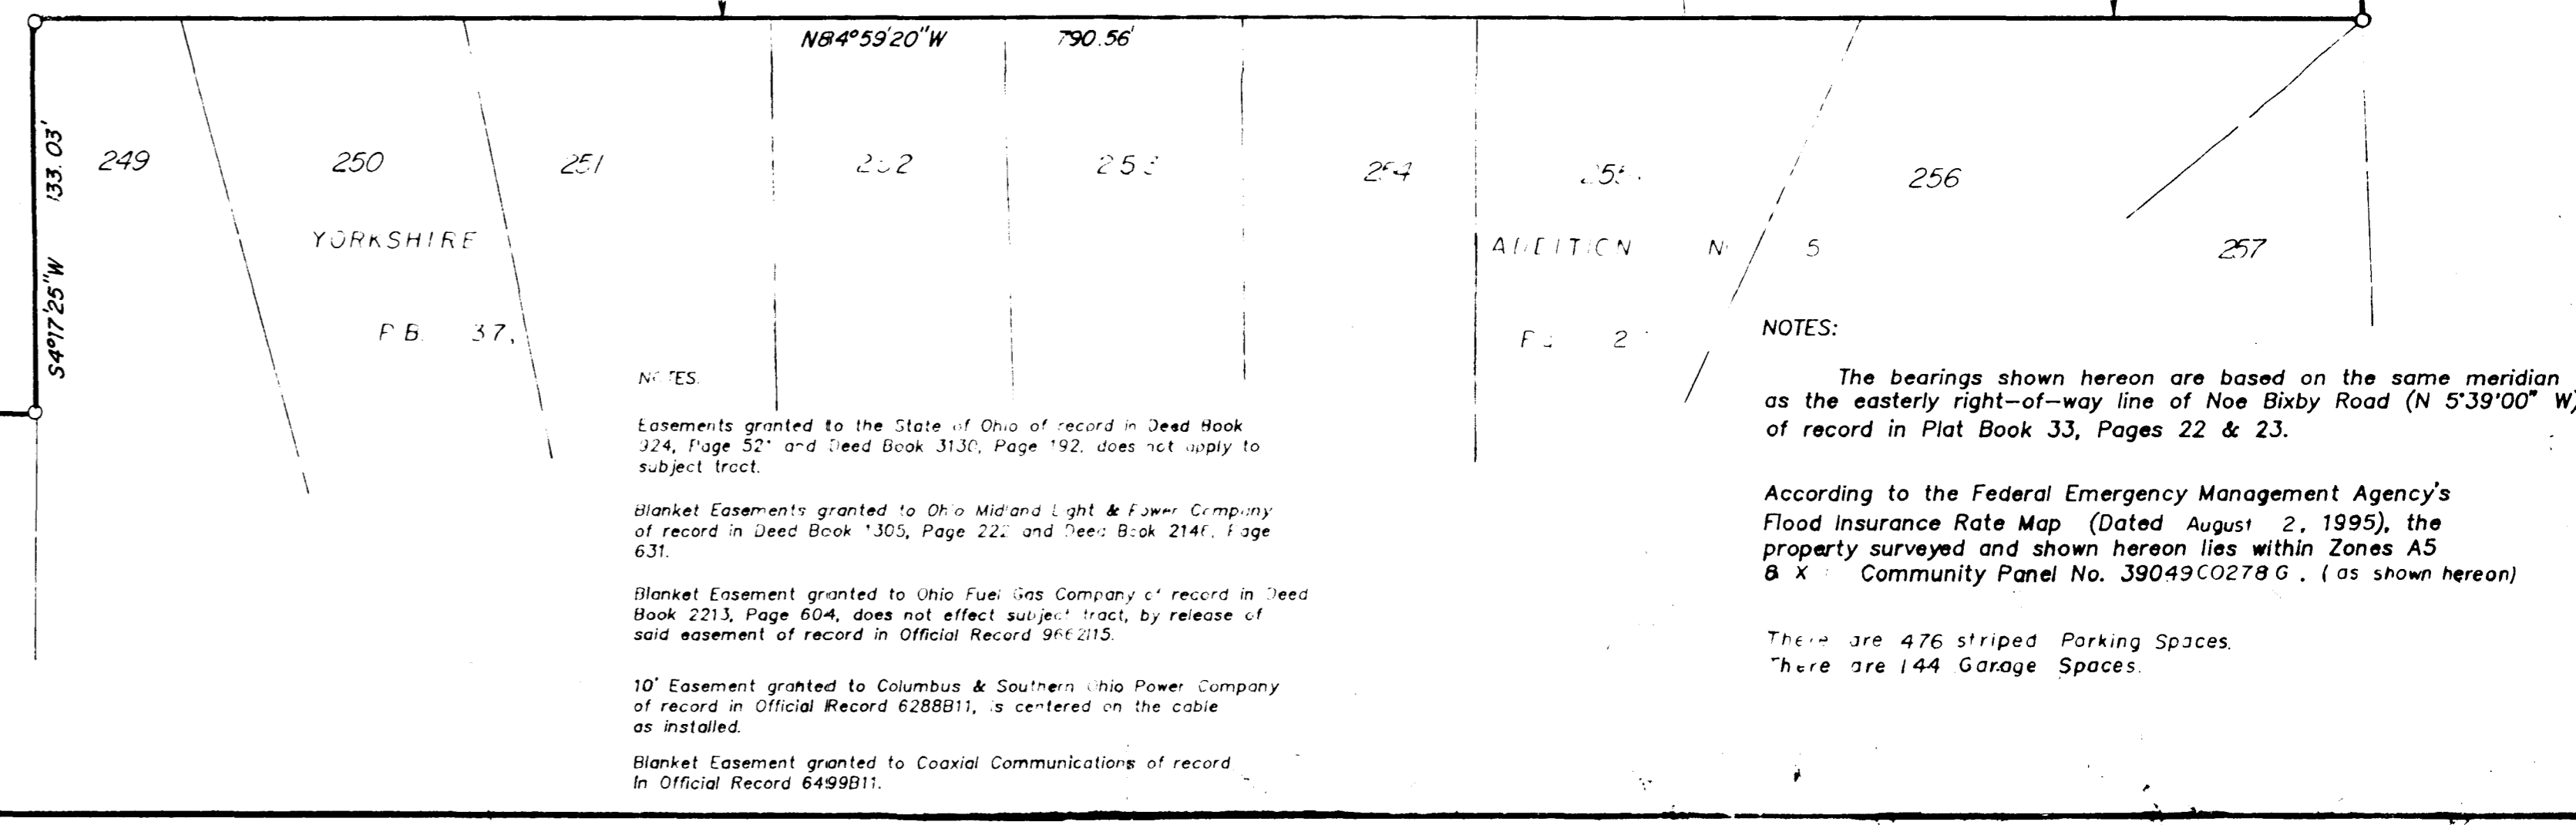 N84°59'20"W 790.56'
S4°17'25"W 133.03'
249 250 251 254 256
257
YORKSHIRE
5
37,
NOTES:
Easements granted to the State of Ohio of record in Deed Book
924, Page and Deed Book 3130, Page 192, does not apply to
subject tract.
Blanket Easements granted to Ohio Midland Light & Power Company
of record in Deed Book 1305, Page 222 and Deed Book Page
631.
Blanket Easement granted to Ohio Fuel Gas Company of record in Deed
Book 2213, Page 604, does not effect subject tract, by release of
said easement of record in Official Record
10' Easement granted to Columbus & Southern Ohio Power Company
of record in Official Record 6288B11, is centered on the cable
as installed.
Blanket Easement granted to Coaxial Communications of record
In Official Record 6499B11.
NOTES:
The bearings shown hereon are based on the same meridian
as the easterly right-of-way line of Noe Bixby Road (N 5°39'00" W)
of record in Plat Book 33, Pages 22 & 23.
According to the Federal Emergency Management Agency's
Flood Insurance Rate Map (Dated August 2, 1995), the
property surveyed and shown hereon lies within Zones A5
& X Community Panel No. 39049C0278G. (as shown hereon)
There are 476 striped Parking Spaces.
There are 144 Garage Spaces.